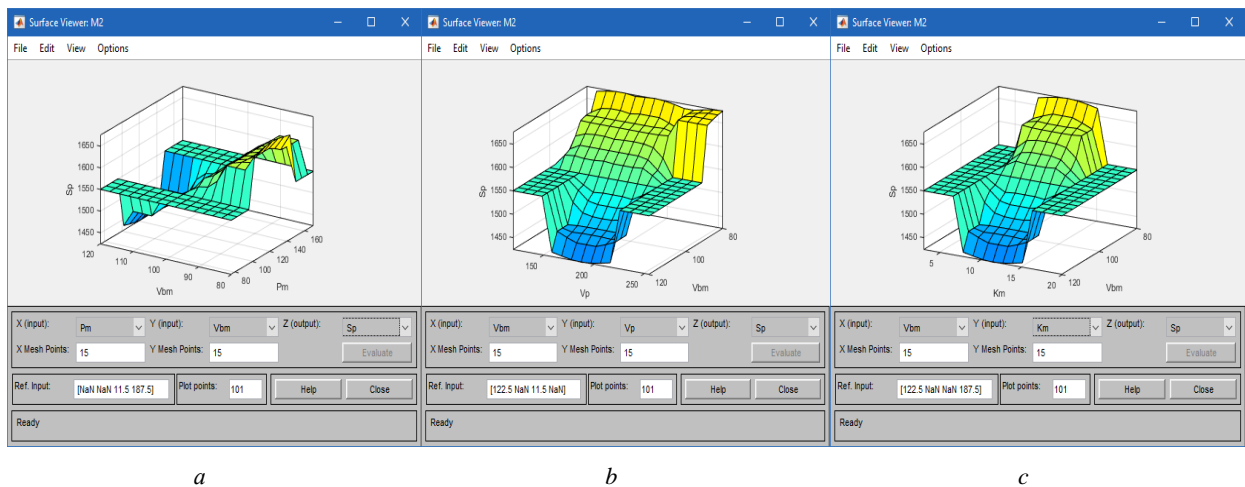 Surface Viewer: M2
File Edit View Options
1650
1600
1550
1500
1450
Sp
120
110
100
90
80
Vbm
80
100
120
140
160
Pm
X (input): Pm Y (input): Vbm Z (output): Sp
X Mesh Points: 15 Y Mesh Points: 15 Evaluate
Ref. Input: [NaN NaN 11.5 187.5] Plot points: 101 Help Close
Ready
a
Surface Viewer: M2
File Edit View Options
1650
1600
1550
1500
1450
Sp
150
200
250
Vp
120
100
80
Vbm
X (input): Vbm Y (input): Vp Z (output): Sp
X Mesh Points: 15 Y Mesh Points: 15 Evaluate
Ref. Input: [122.5 NaN 11.5 NaN] Plot points: 101 Help Close
Ready
b
Surface Viewer: M2
File Edit View Options
1650
1600
1550
1500
1450
Sp
5
10
15
20
Km
120
100
80
Vbm
X (input): Vbm Y (input): Km Z (output): Sp
X Mesh Points: 15 Y Mesh Points: 15 Evaluate
Ref. Input: [122.5 NaN NaN 187.5] Plot points: 101 Help Close
Ready
c